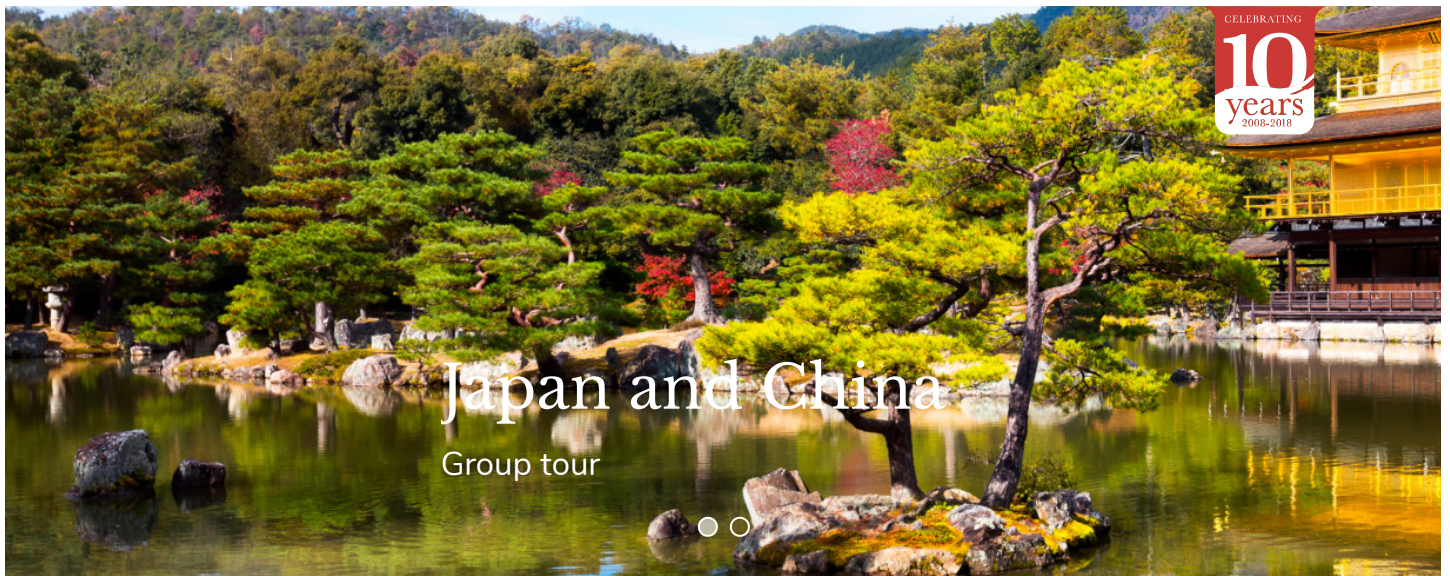 CELEBRATING
10
years
2008-2018
Japan and China
Group tour